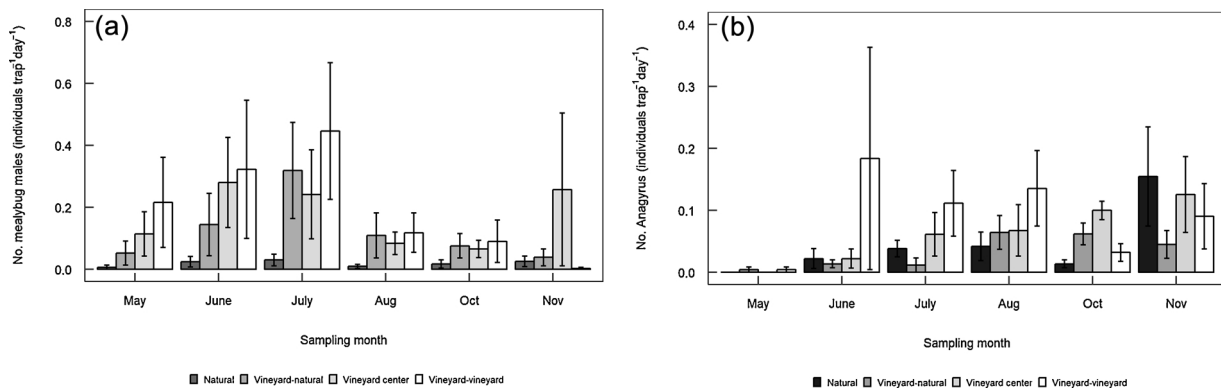 (a)
No. mealybug males (individuals trap⁻¹day⁻¹)
0.8
0.6
0.4
0.2
0.0
May June July Aug Oct Nov
Sampling month
Natural Vineyard-natural Vineyard center Vineyard-vineyard
(b)
No. Anagyrus (individuals trap⁻¹day⁻¹)
0.4
0.3
0.2
0.1
0.0
May June July Aug Oct Nov
Sampling month
Natural Vineyard-natural Vineyard center Vineyard-vineyard